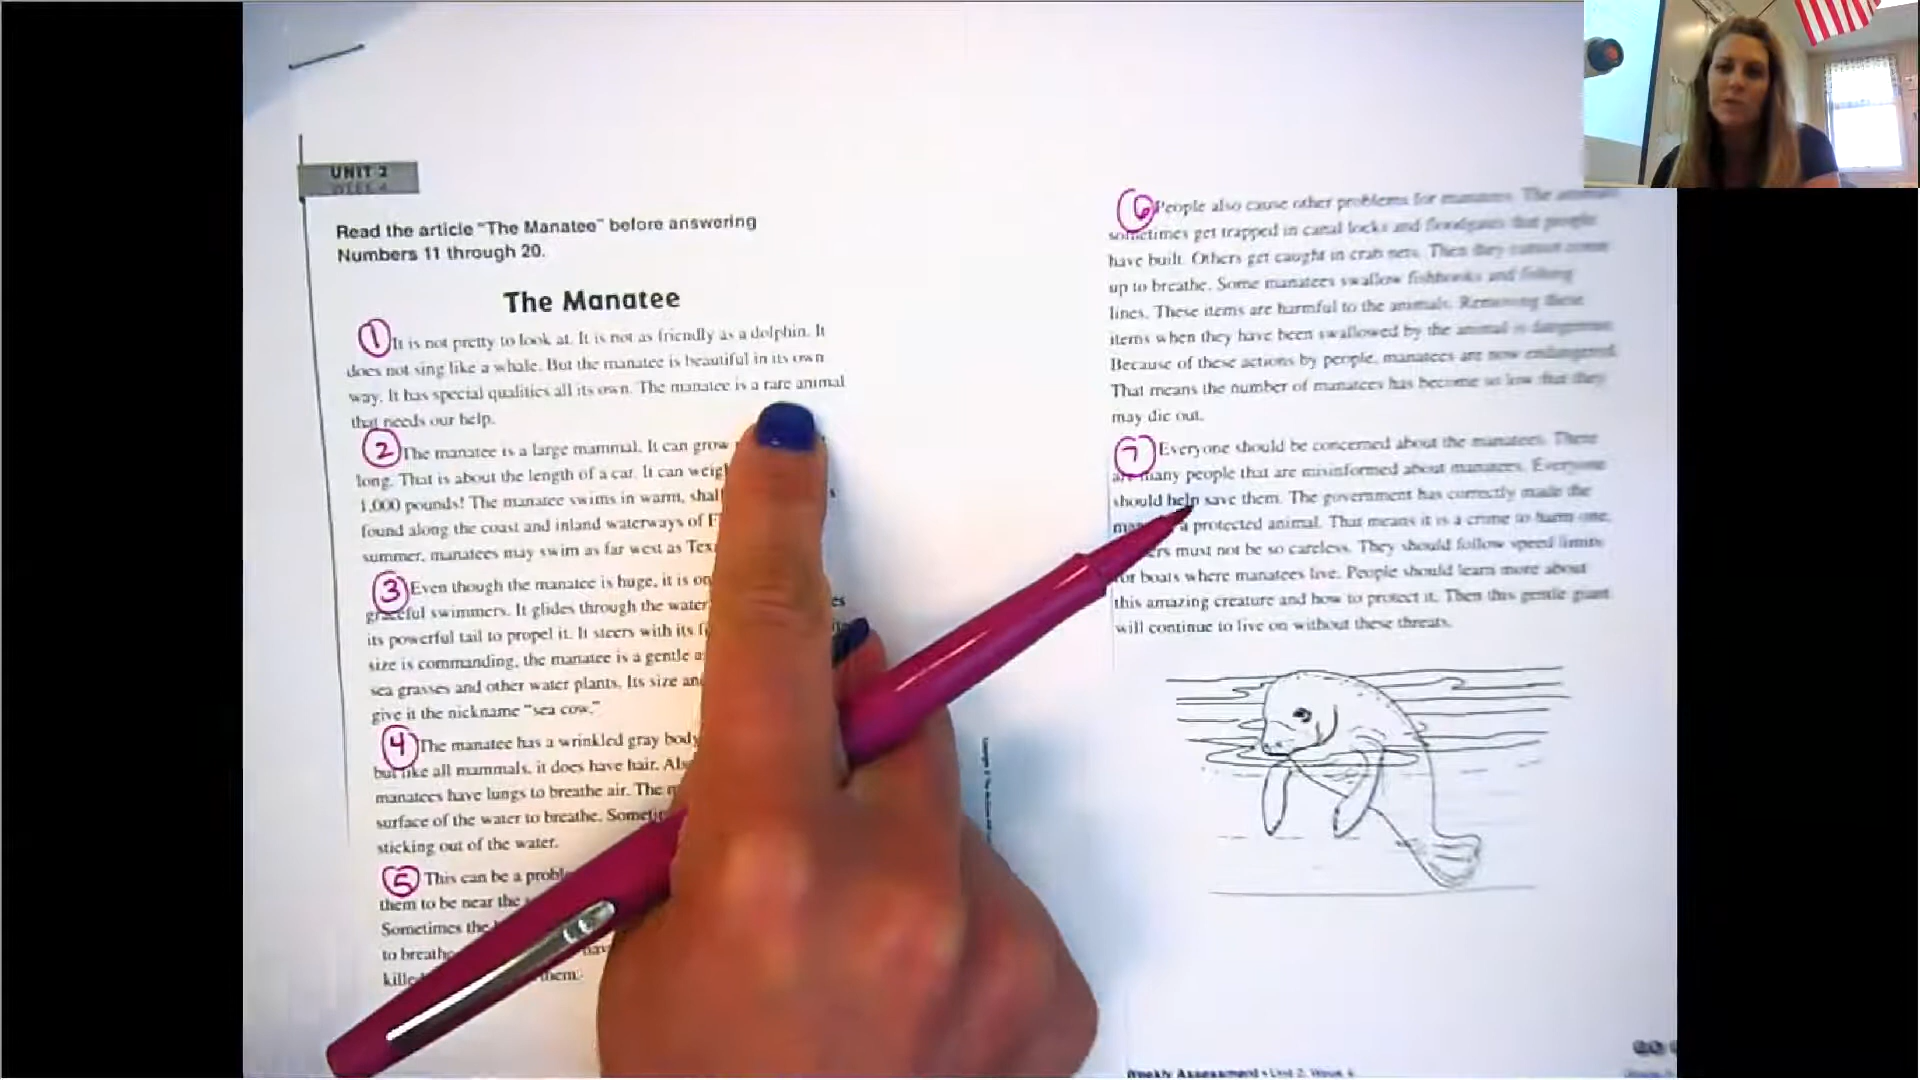 UNIT 2
WEEK 4
Read the article "The Manatee" before answering
Numbers 11 through 20.
The Manatee
1 It is not pretty to look at. It is not as friendly as a dolphin. It
does not sing like a whale. But the manatee is beautiful in its own
way. It has special qualities all its own. The manatee is a rare animal
that needs our help.
2 The manatee is a large mammal. It can grow
long. That is about the length of a car. It can weigh
1,000 pounds! The manatee swims in warm, shal
found along the coast and inland waterways of F
summer, manatees may swim as far west as Tex
3 Even though the manatee is huge, it is on
graceful swimmers. It glides through the water
es
its powerful tail to propel it. It steers with its f
size is commanding, the manatee is a gentle a
sea grasses and other water plants. Its size an
give it the nickname "sea cow."
4 The manatee has a wrinkled gray body
but like all mammals, it does have hair. Als
manatees have lungs to breathe air. The
surface of the water to breathe. Someti
sticking out of the water.
5 This can be a probl
them to be near the
Sometimes the
to breathe
kille them.
6 People also cause other problems for manatees. The
sometimes get trapped in canal locks and floodgates that people
have built. Others get caught in crab nets. Then they cannot come
up to breathe. Some manatees swallow fishhooks and fishing
lines. These items are harmful to the animals. Removing these
items when they have been swallowed by the animal is dangerous.
Because of these actions by people, manatees are now endangered.
That means the number of manatees has become so low that they
may die out.
7 Everyone should be concerned about the manatees. There
are many people that are misinformed about manatees. Everyone
should help save them. The government has correctly made the
a protected animal. That means it is a crime to harm one.
ers must not be so careless. They should follow speed limits
for boats where manatees live. People should learn more about
this amazing creature and how to protect it. Then this gentle giant
will continue to live on without these threats.
Weekly Assessment • Unit 2, Week 4